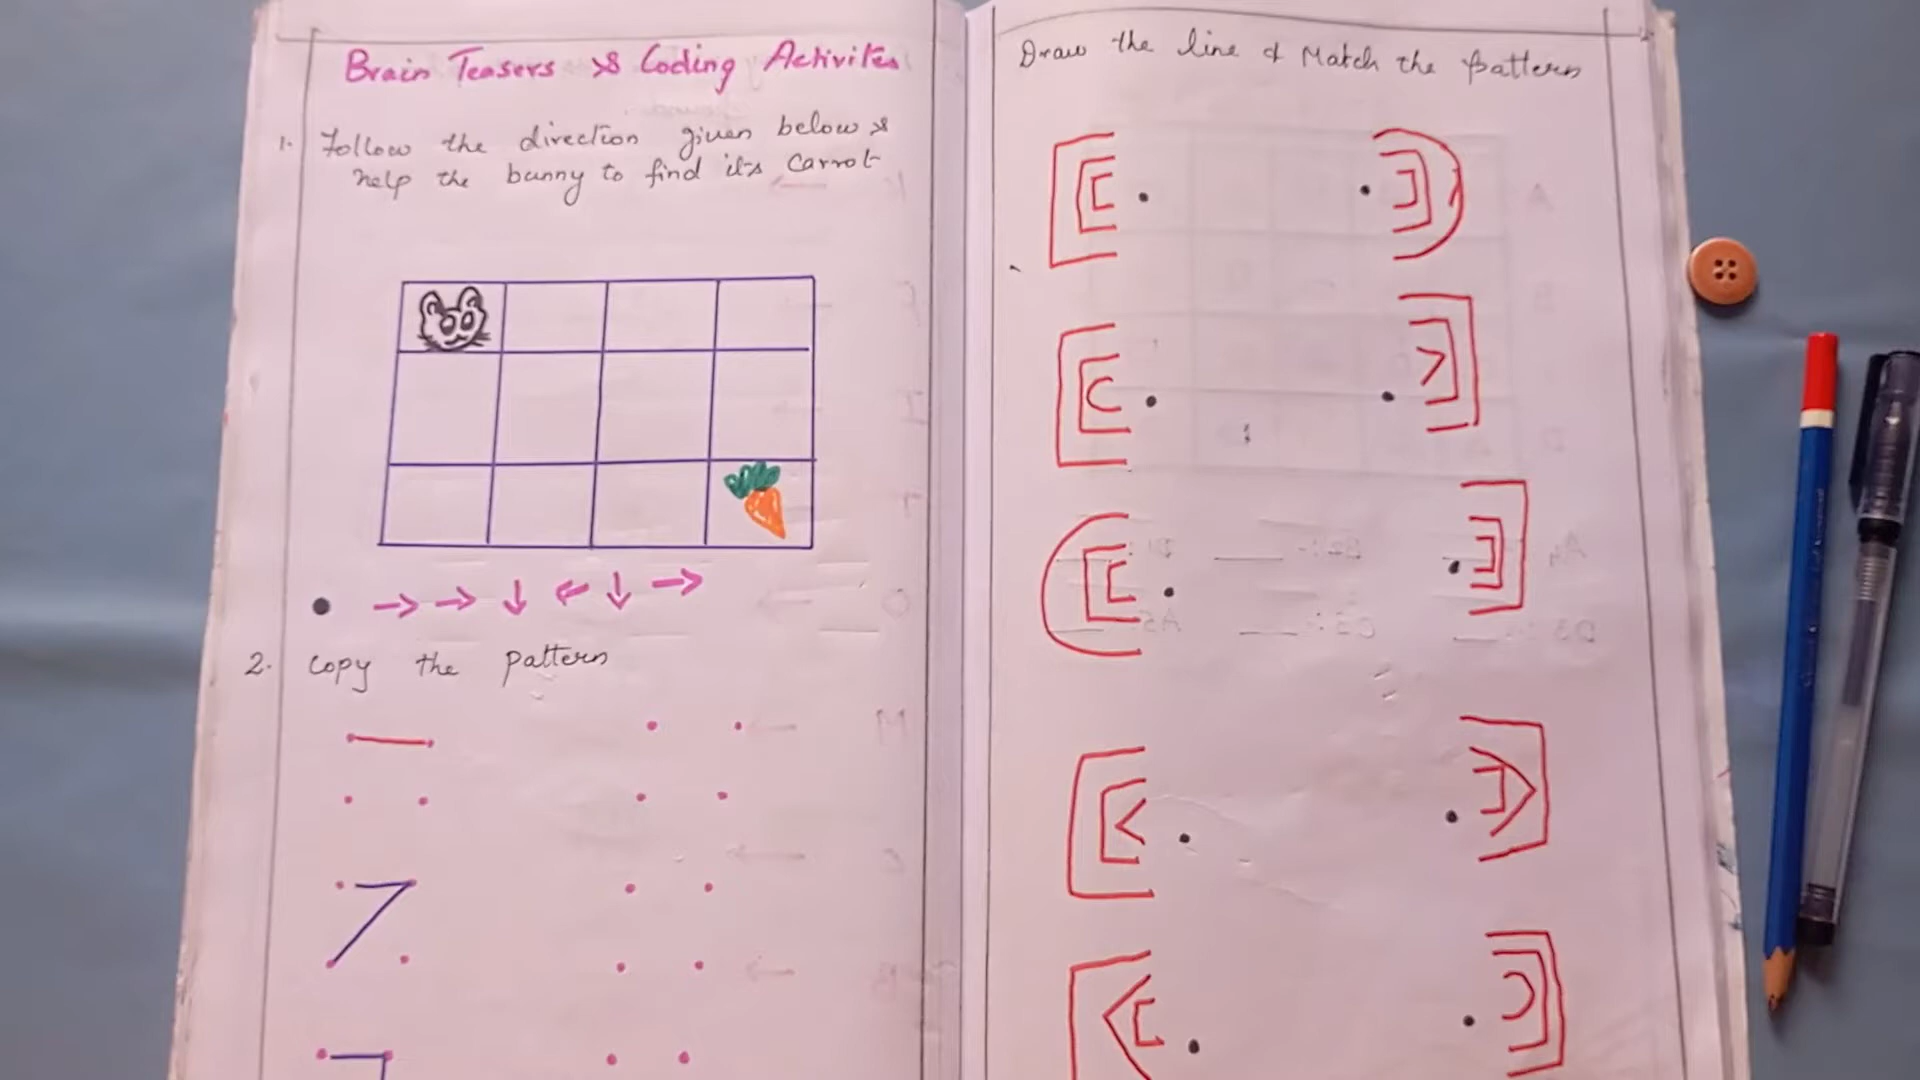 Brain Teasers & Coding Activites
1. Follow the direction given below &
help the bunny to find it's carrot
2. Copy the pattern
Draw the line & Match the pattern